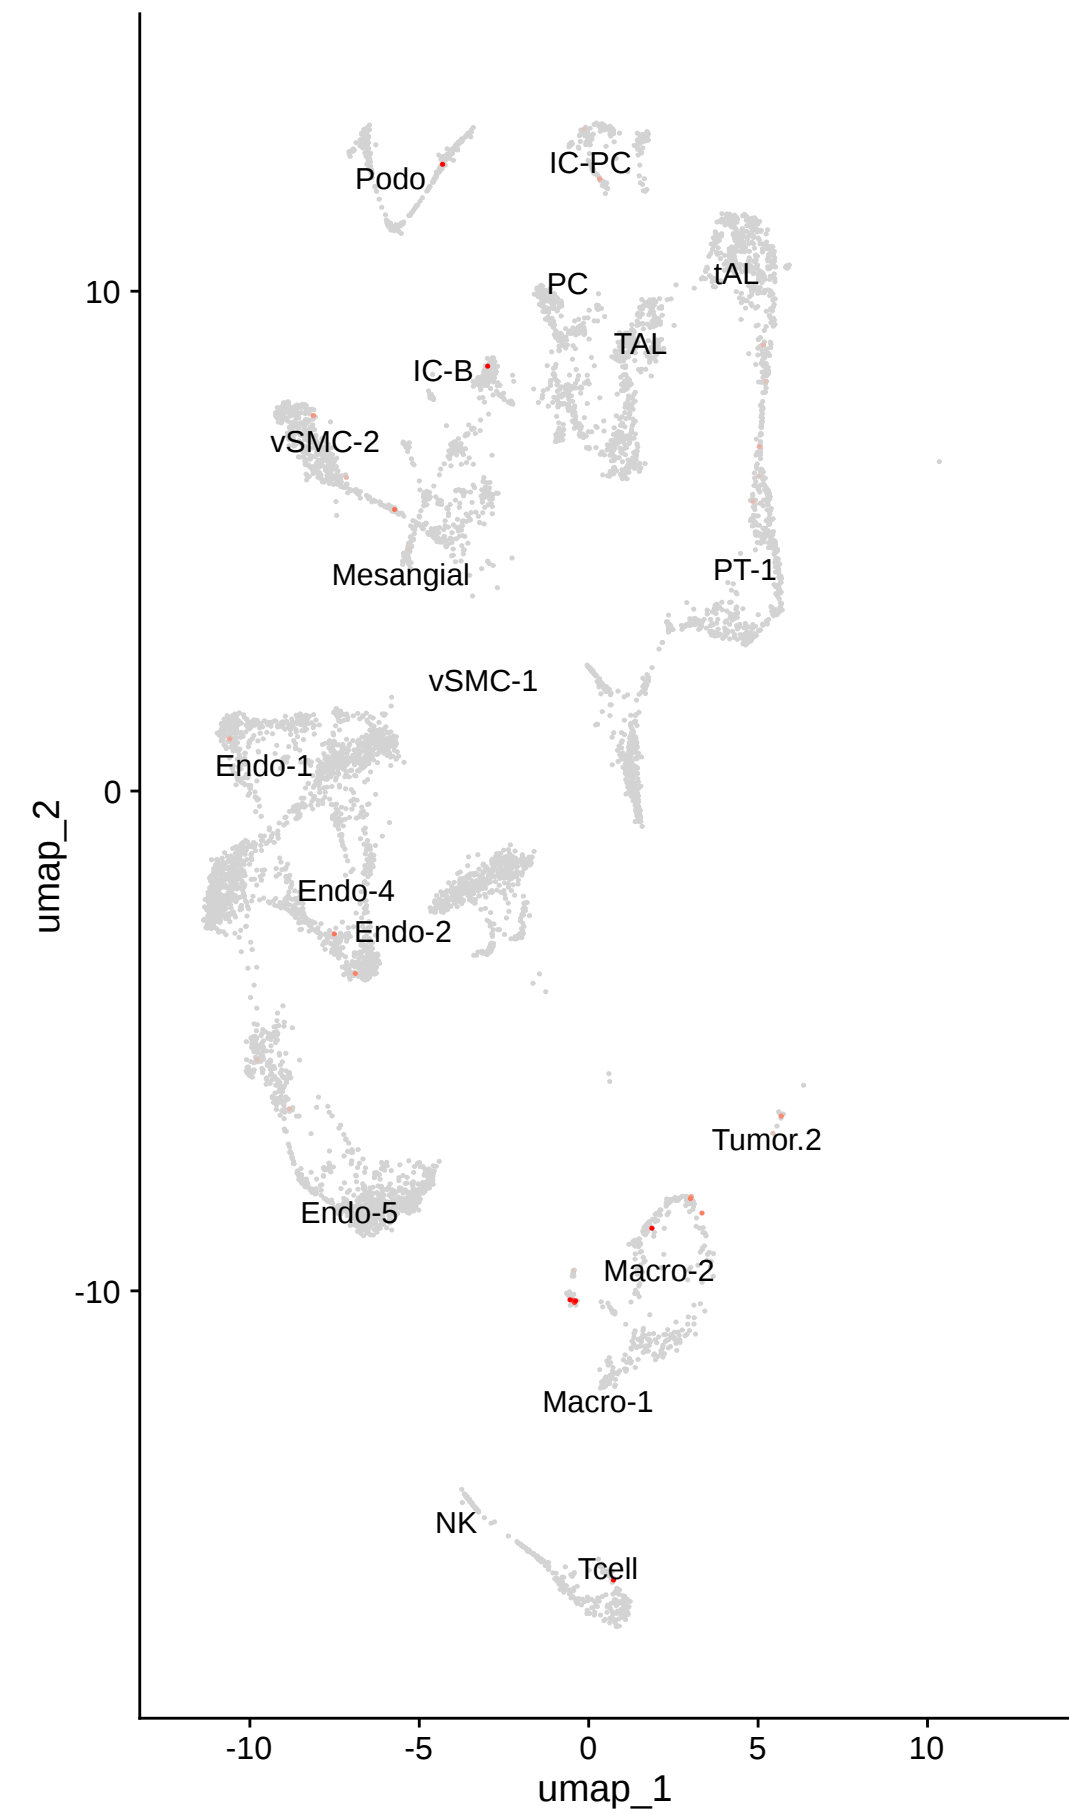 Podo
IC-PC
tAL
10
PC
TAL
IC-B
vSMC-2
Mesangial
PT-1
vSMC-1
Endo-1
0
umap_2
Endo-4
Endo-2
Tumor.2
Endo-5
Macro-2
-10
Macro-1
NK
Tcell
-10 -5 0 5 10
umap_1